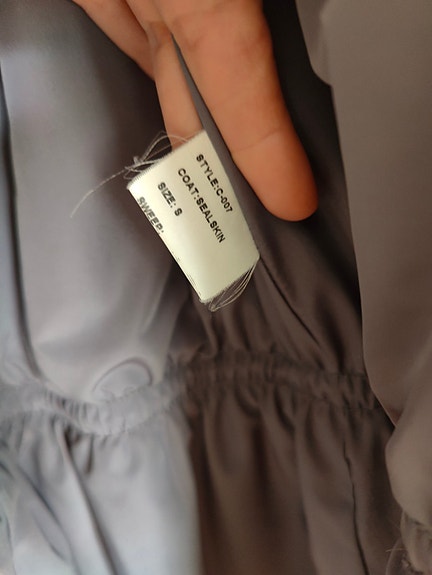 STYLE:C-007
COAT:SEALSKIN
SIZE: S
SWEEP: